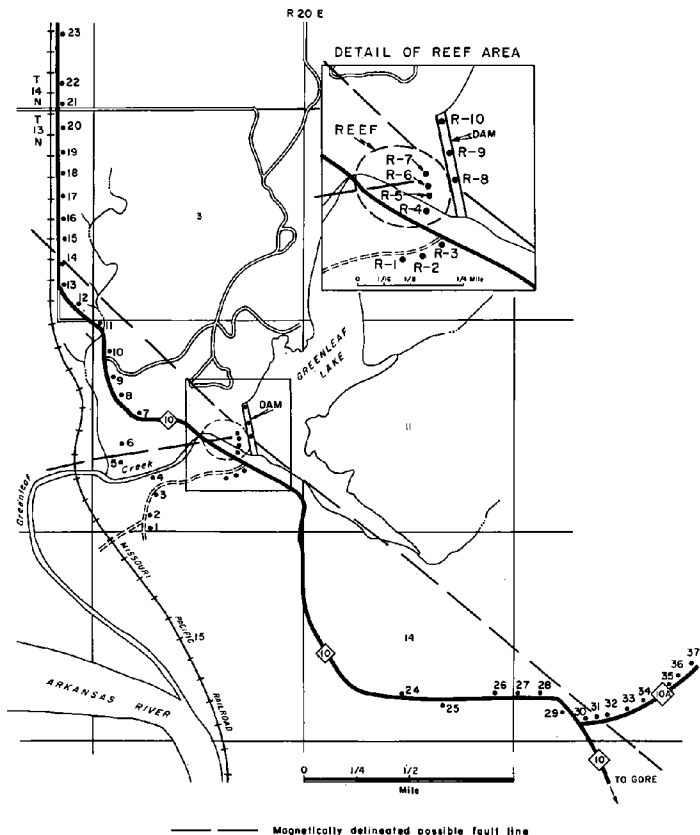 R 20 E
23
DETAIL OF REEF AREA
T
14
N
22
21
T
13
N
20
19
18
17
16
15
14
13
12
11
10
9
8
7
6
5
4
3
2
1
3
REEF
R-10
DAM
R-9
R-8
R-7
R-6
R-5
R-4
R-3
R-2
R-1
0 1/16 1/8 1/4 Mile
GREENLEAF
LAKE
DAM
10
11
Creek
Greenleaf
MISSOURI
PACIFIC
RAILROAD
15
ARKANSAS RIVER
14
10
24
25
26
27
28
29
30
31
32
33
34
35
36
37
10A
10
TO GORE
0 1/4 1/2 1
Mile
Magnetically delineated possible fault line